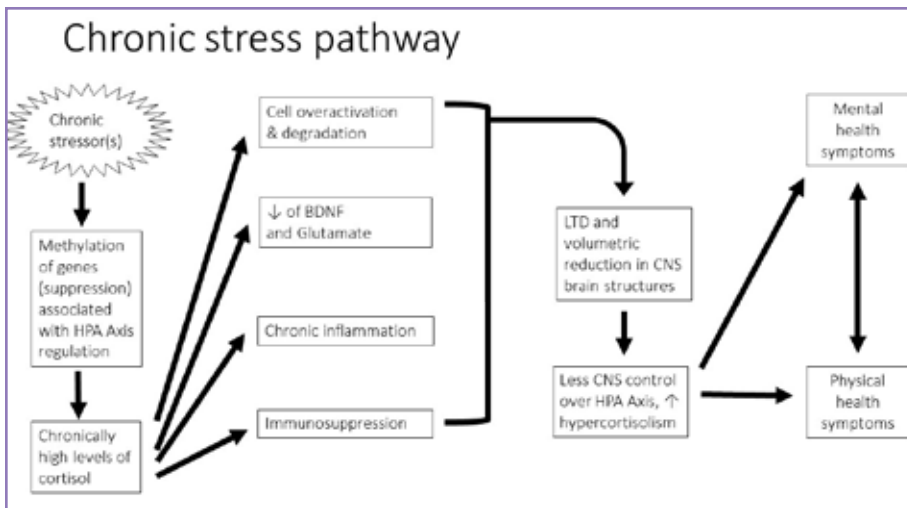 Chronic stress pathway
Chronic
stressor(s)
Methylation
of genes
(suppression)
associated
with HPA Axis
regulation
Chronically
high levels of
cortisol
Cell overactivation
& degradation
↓ of BDNF
and Glutamate
Chronic inflammation
Immunosuppression
LTD and
volumetric
reduction in CNS
brain structures
Less CNS control
over HPA Axis, ↑
hypercortisolism
Mental
health
symptoms
Physical
health
symptoms